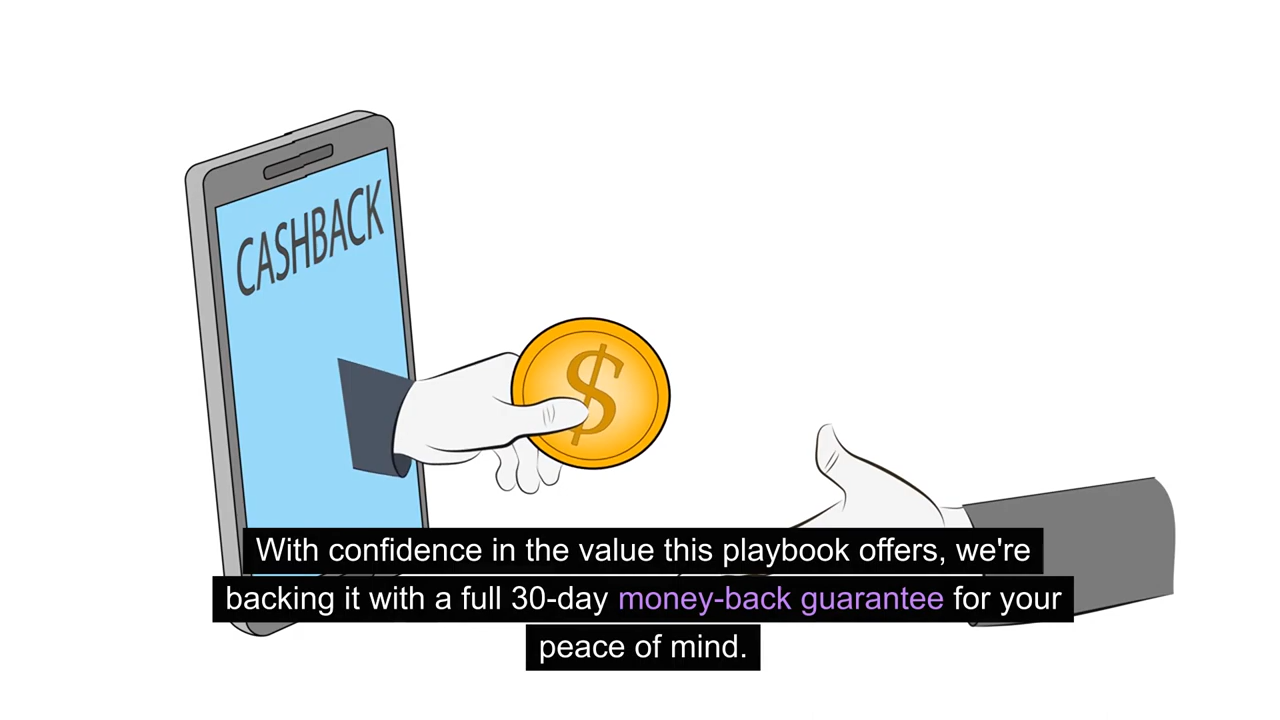 CASHBACK
$
With confidence in the value this playbook offers, we're
backing it with a full 30-day money-back guarantee for your
peace of mind.